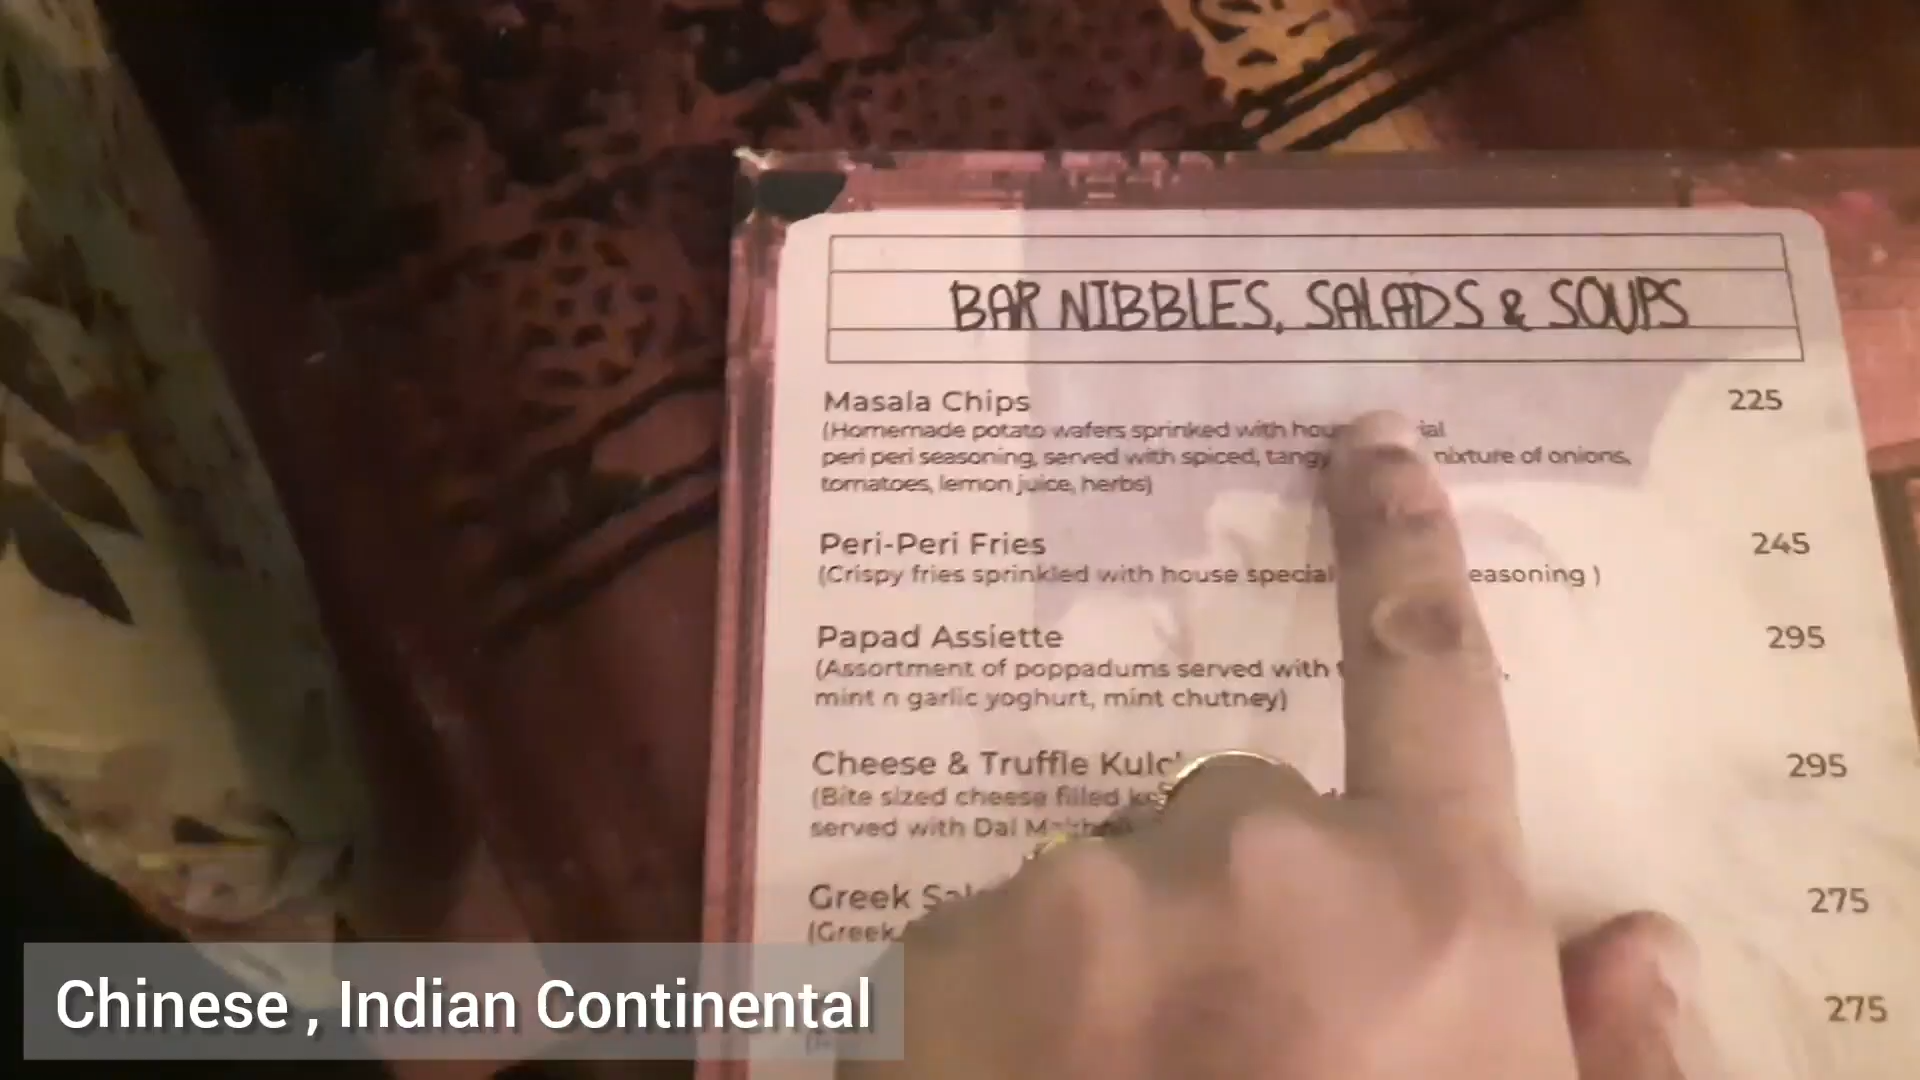 BAR NIBBLES, SALADS & SOUPS
Masala Chips 225
(Homemade potato wafers sprinked with
peri peri seasoning, served with spiced, tangy of onions,
tomatoes, lemon juice, herbs)
Peri-Peri Fries 245
(Crispy fries sprinkled with house special )
Papad Assiette 295
(Assortment of poppadums served with
mint n garlic yoghurt, mint chutney)
Cheese & Truffle 295
(Bite sized cheese filled
served with Dal
Greek 275
(Greek
275
Chinese , Indian Continental